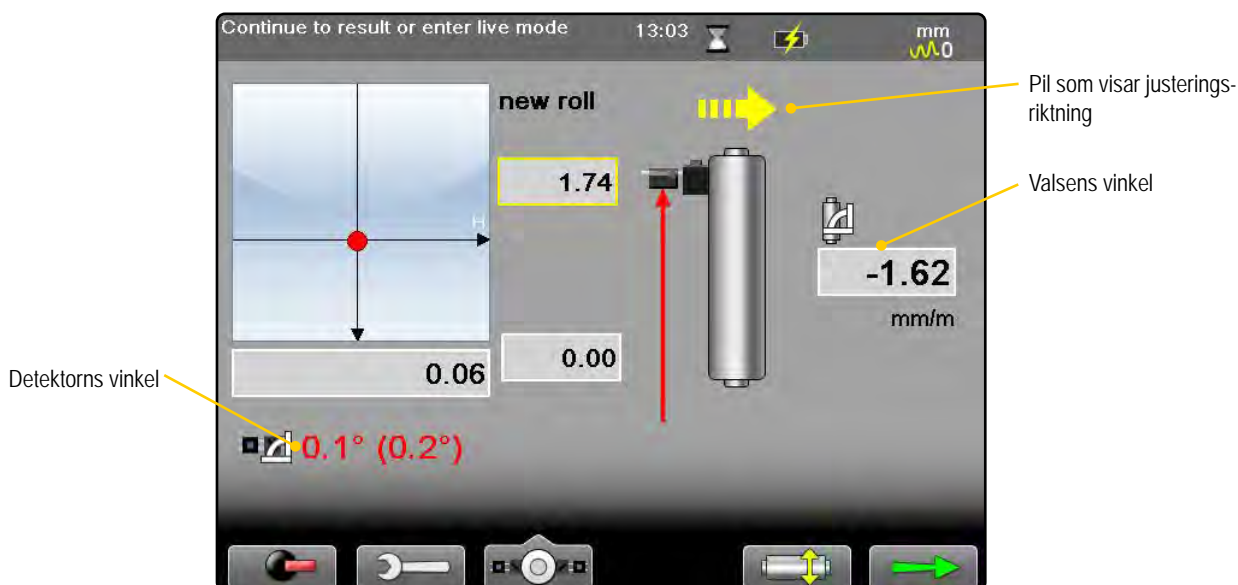 Continue to result or enter live mode
13:03
mm
0
new roll
Pil som visar justerings-
riktning
1.74
H
Valsens vinkel
-1.62
mm/m
0.00
0.06
Detektorns vinkel
0.1° (0.2°)